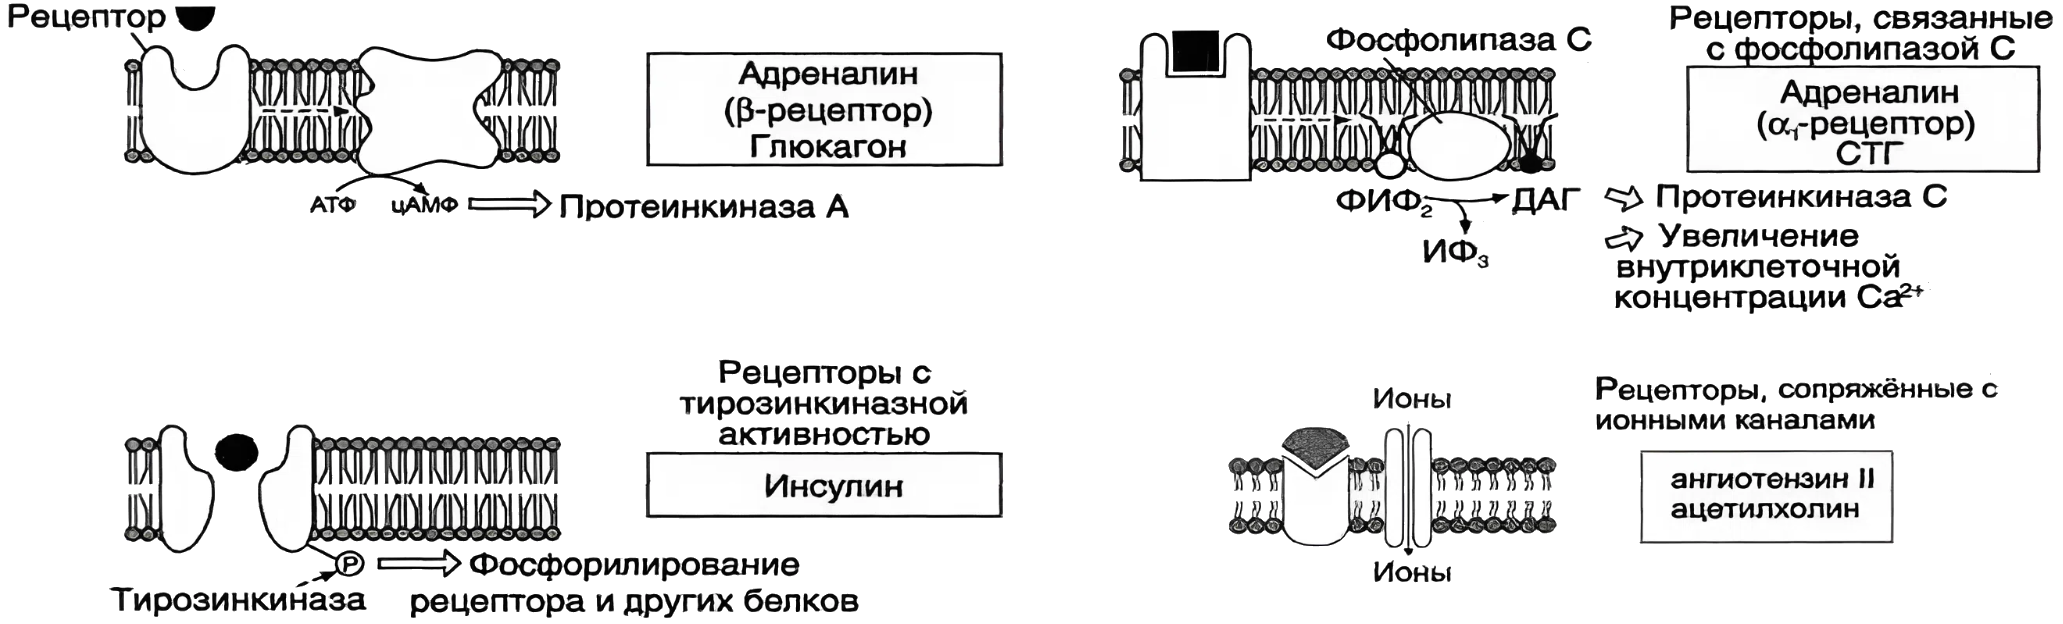 Рецептор
Адреналин
(β-рецептор)
Глюкагон
АТФ
цАМФ
Протеинкиназа А
Рецепторы, связанные
с фосфолипазой С
Фосфолипаза С
Адреналин
(α₁-рецептор)
СТГ
ФИФ₂
ДАГ
Протеинкиназа С
ИФ₃
Увеличение
внутриклеточной
концентрации Ca²⁺
Рецепторы с
тирозинкиназной
активностью
Инсулин
P
Фосфорилирование
рецептора и других белков
Тирозинкиназа
Ионы
Рецепторы, сопряжённые с
ионными каналами
ангиотензин II
ацетилхолин
Ионы